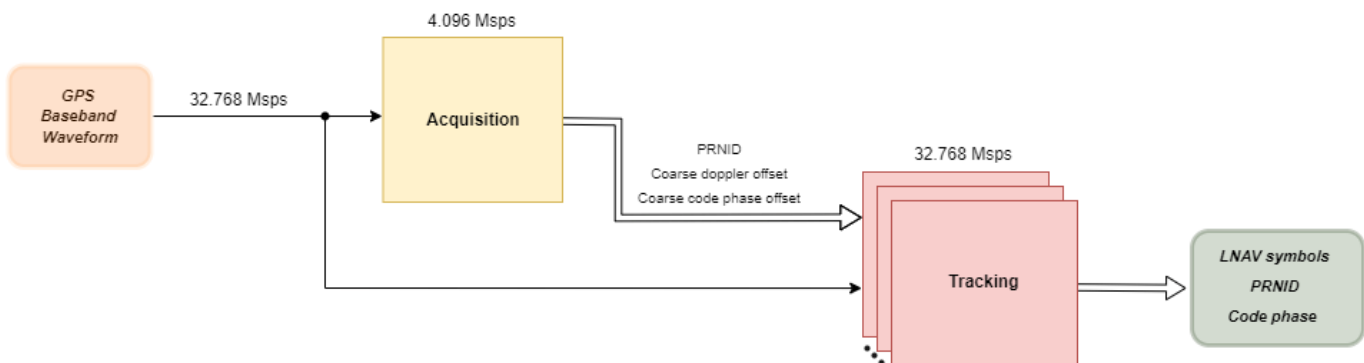 4.096 Msps
GPS
Baseband
Waveform
32.768 Msps
Acquisition
PRNID
Coarse doppler offset
Coarse code phase offset
32.768 Msps
Tracking
LNAV symbols
PRNID
Code phase